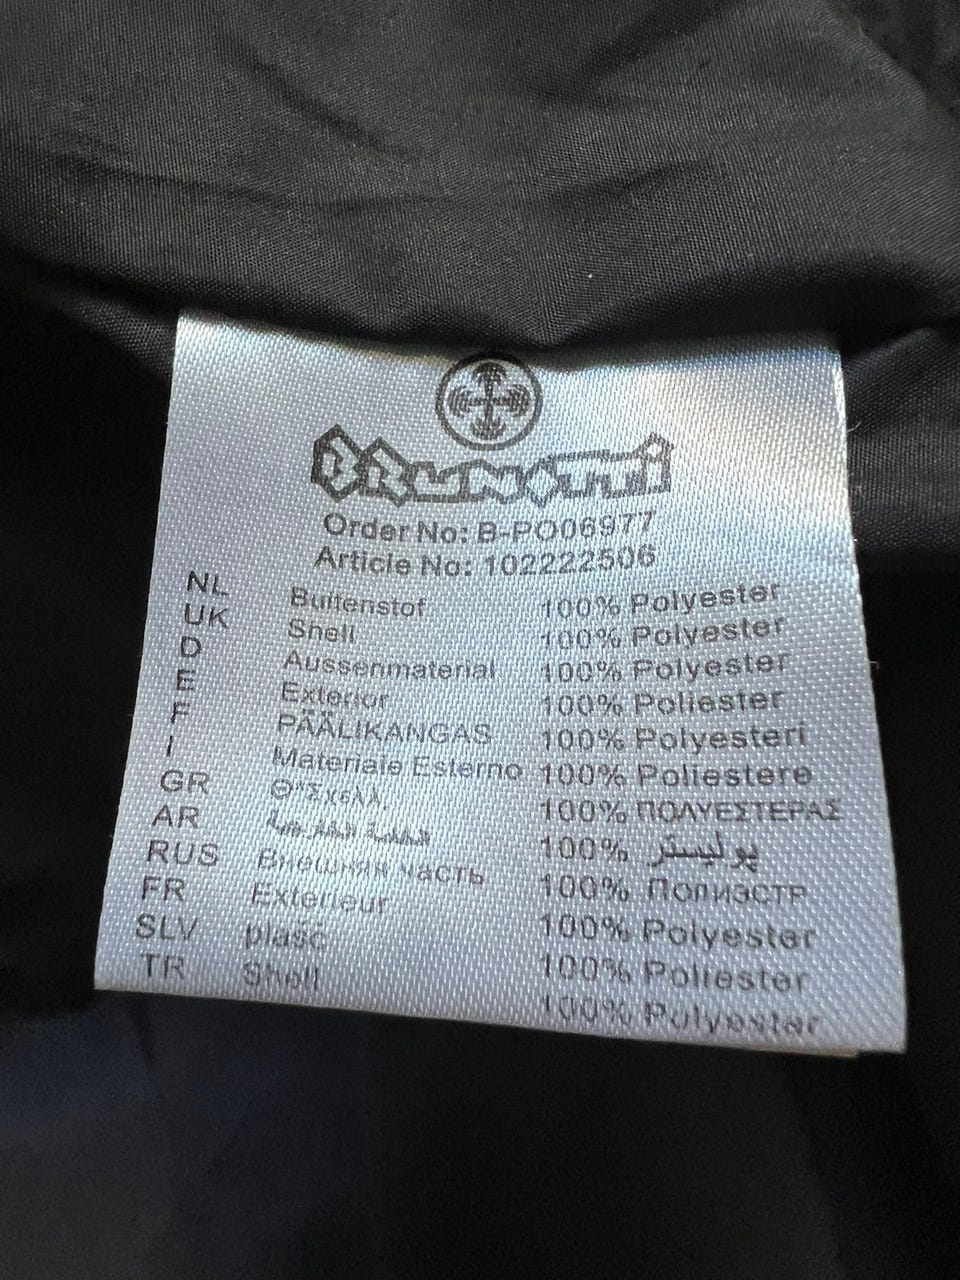 BRUNOTTI
Order No: B-PO06977
Article No: 102222506
NL Buitenstof 100% Polyester
UK Shell 100% Polyester
D Aussenmaterial 100% Polyester
E Exterior 100% Poliester
F PÄÄLIKANGAS 100% Polyesteri
I Materiale Esterno 100% Poliestere
GR 100% ΠΟΛΥΕΣΤΕΡΑΣ
AR الخارجية 100% پوليستر
RUS Внешняя часть 100% Полиэстр
FR Exterieur 100% Polyester
SLV plašč 100% Poliester
TR Shell 100% Polyester